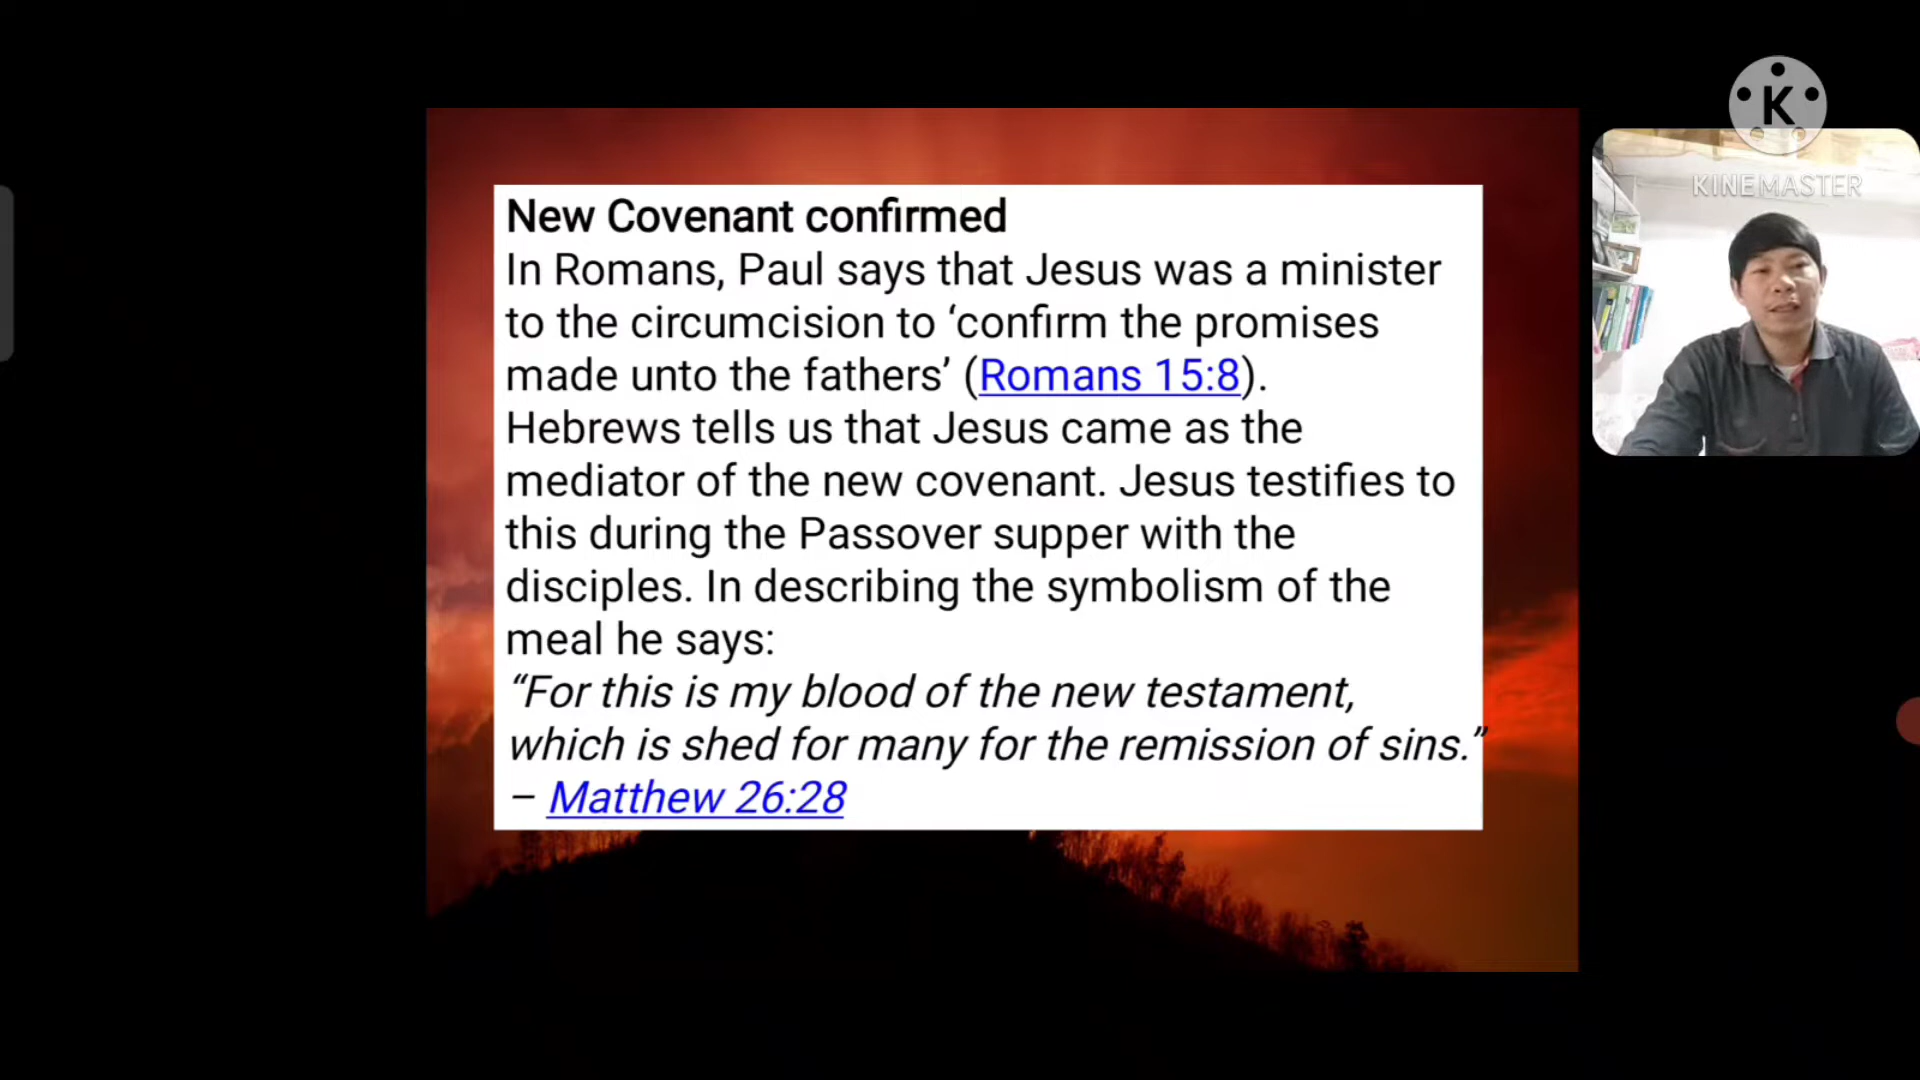 New Covenant confirmed
In Romans, Paul says that Jesus was a minister
to the circumcision to ‘confirm the promises
made unto the fathers’ (Romans 15:8).
Hebrews tells us that Jesus came as the
mediator of the new covenant. Jesus testifies to
this during the Passover supper with the
disciples. In describing the symbolism of the
meal he says:
“For this is my blood of the new testament,
which is shed for many for the remission of sins.”
– Matthew 26:28
K
KINEMASTER